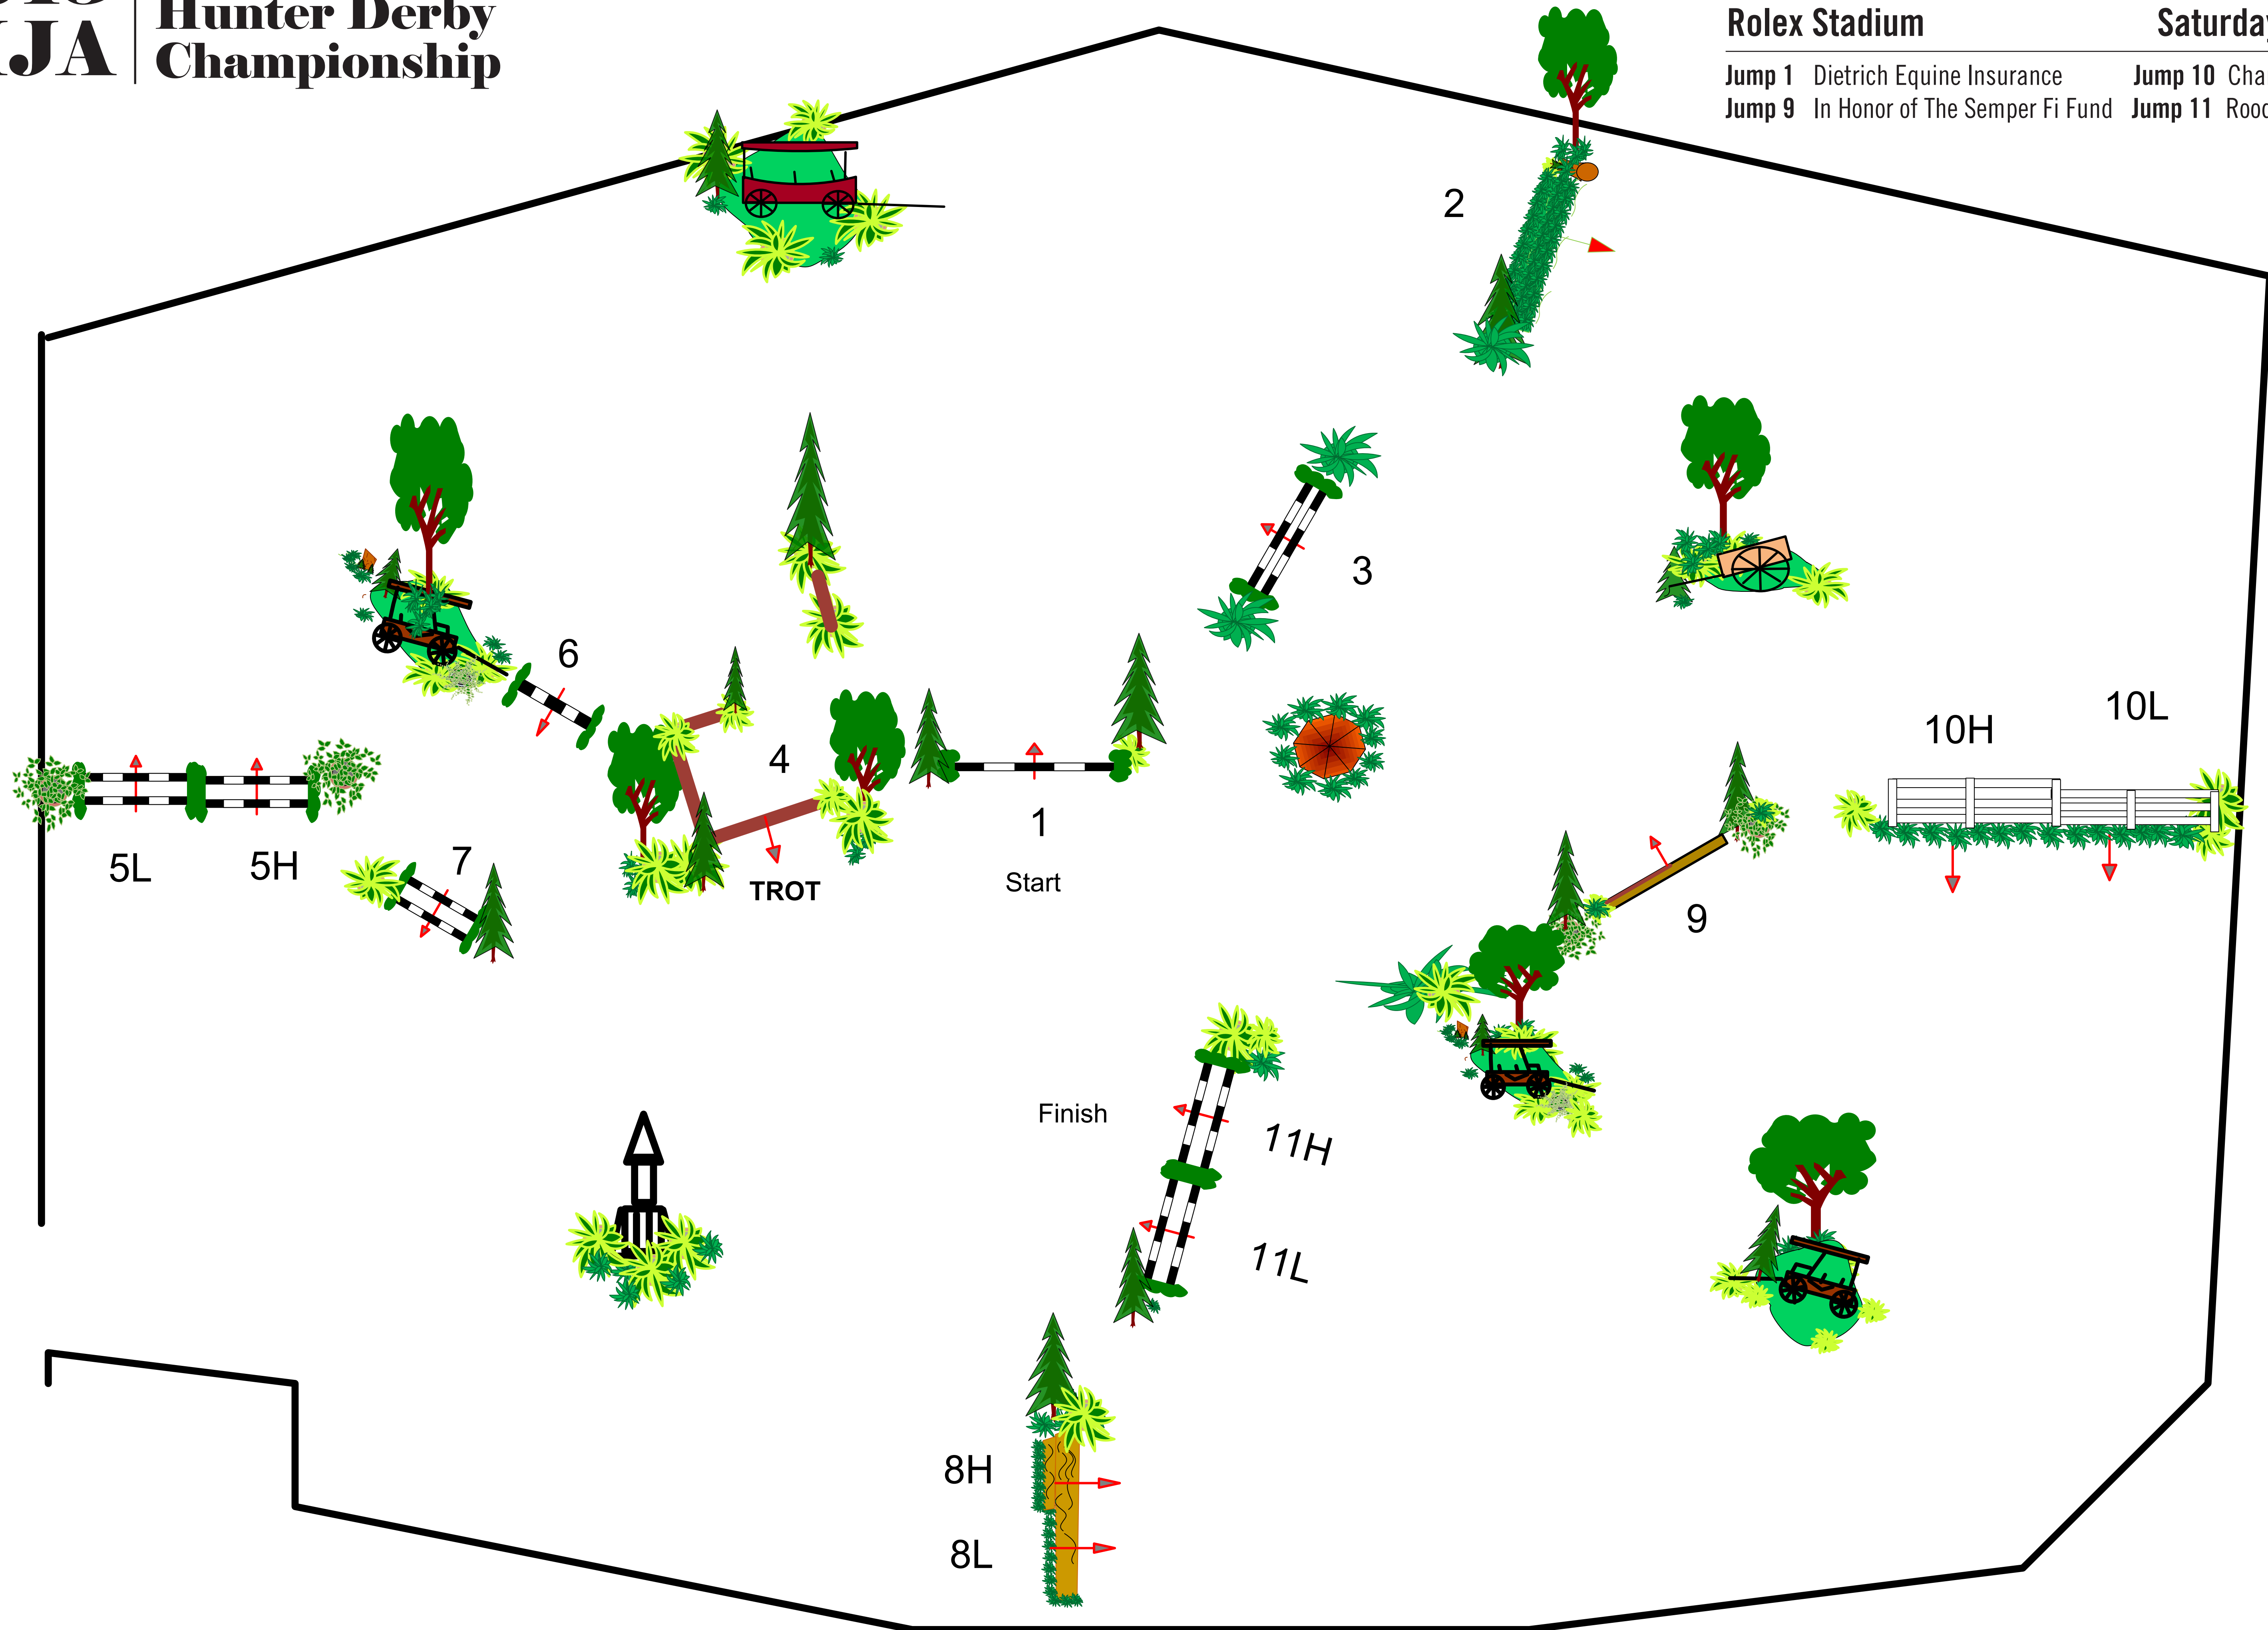 Hunter Derby
IJA Championship
Rolex Stadium Saturday
Jump 1 Dietrich Equine Insurance Jump 10
Jump 9 In Honor of The Semper Fi Fund Jump 11
2
3
6
4
1
Start
TROT
5L 5H
7
10H 10L
9
Finish
11H
11L
8H
8L